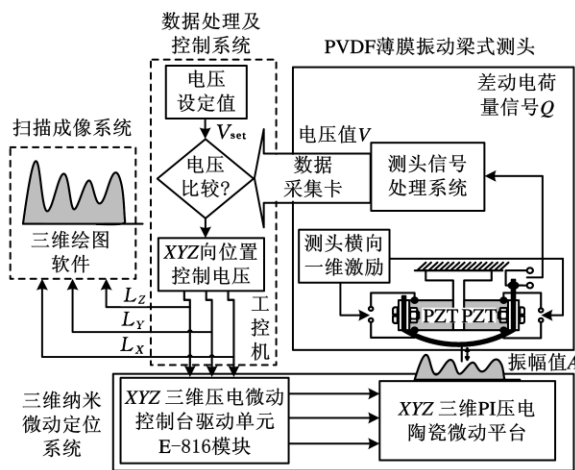 数据处理及
控制系统
PVDF薄膜振动梁式测头
电压
设定值
差动电荷
量信号Q
扫描成像系统
Vset
电压值V
电压
比较?
数据
采集卡
测头信号
处理系统
三维绘图
软件
XYZ向位置
控制电压
测头横向
一维激励
工控机
PZT PZT
LZ
LY
LX
振幅值A
三维纳米
微动定位
系统
XYZ 三维压电微动
控制台驱动单元
E-816模块
XYZ 三维PI压电
陶瓷微动平台